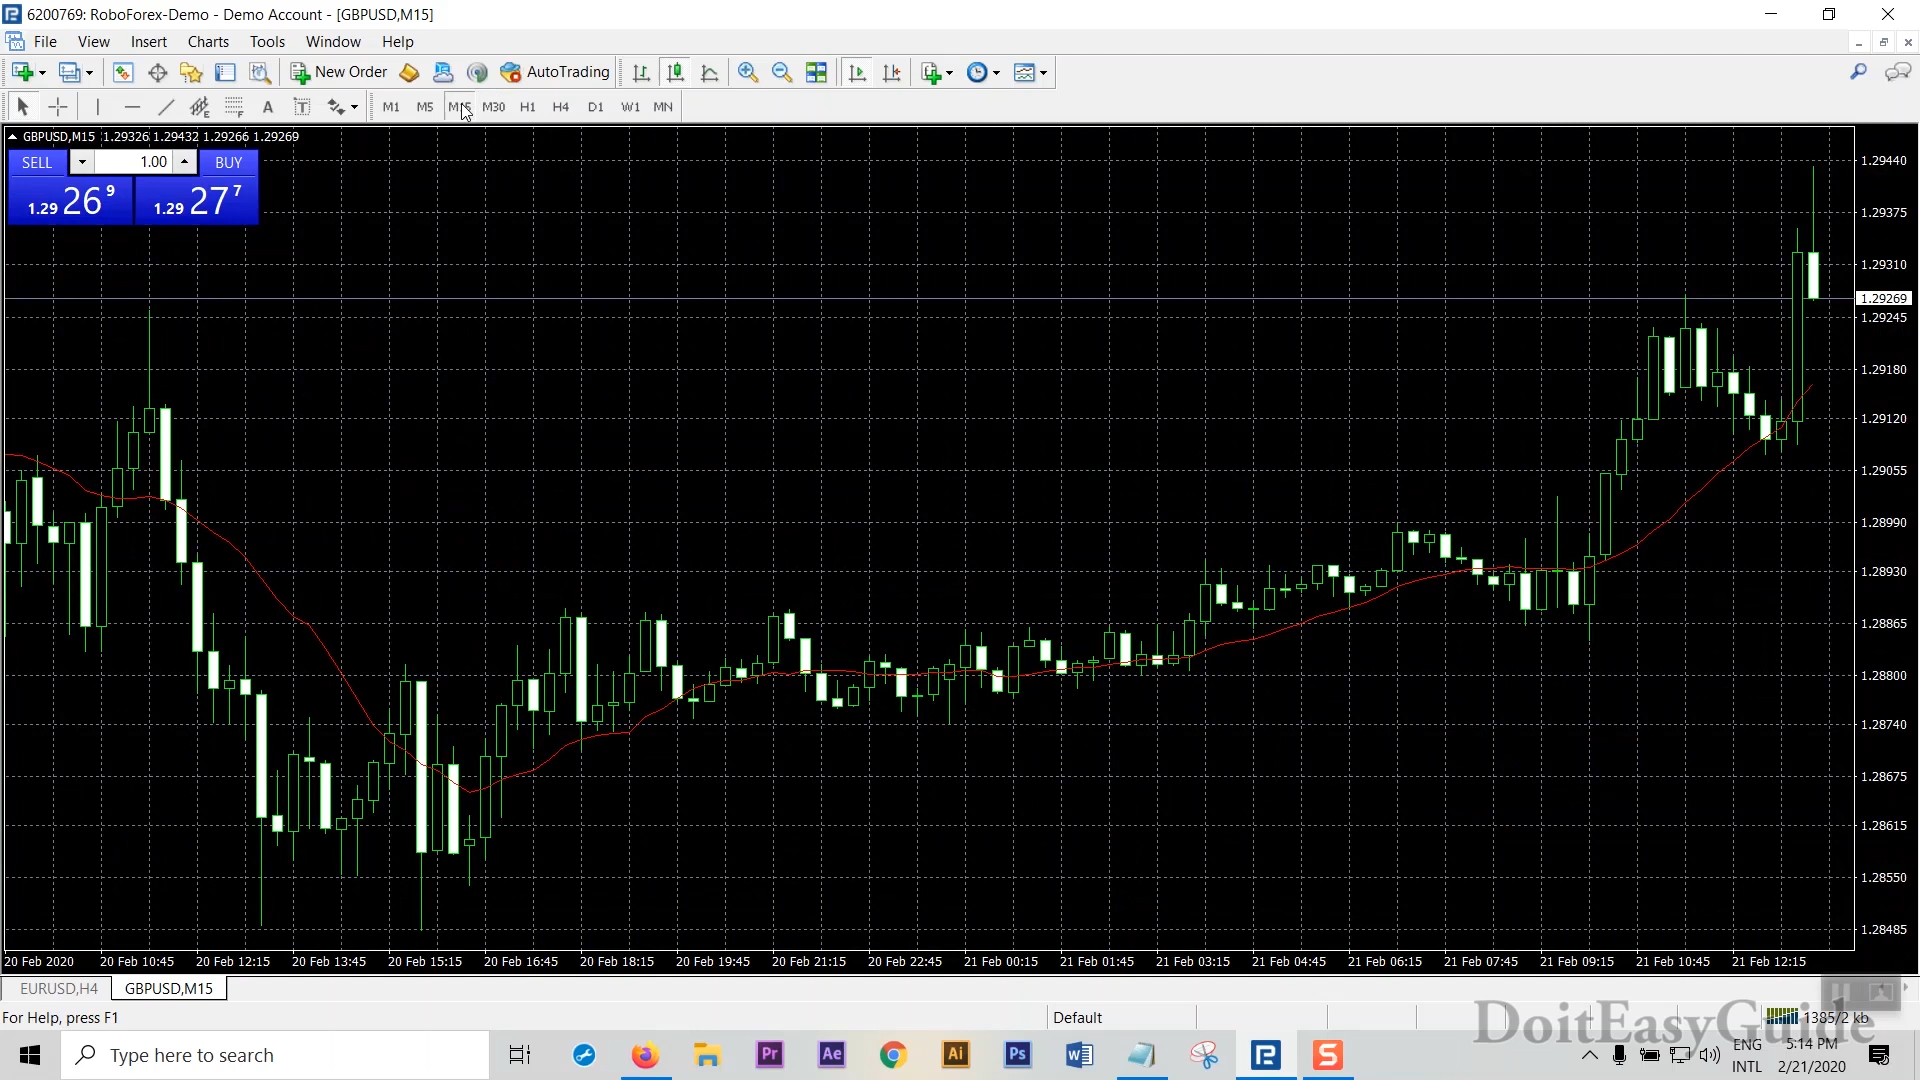 6200769: RoboForex-Demo - Demo Account - [GBPUSD,M15]
File View Insert Charts Tools Window Help
New Order AutoTrading
A T M1 M5 M15 M30 H1 H4 D1 W1 MN
GBPUSD,M15 1.29326 1.29432 1.29266 1.29269
SELL 1.00 BUY
1.29 26 9 1.29 27 7
1.29440
1.29375
1.29310
1.29269
1.29245
1.29180
1.29120
1.29055
1.28990
1.28930
1.28865
1.28800
1.28740
1.28675
1.28615
1.28550
1.28485
20 Feb 2020 20 Feb 10:45 20 Feb 12:15 20 Feb 13:45 20 Feb 15:15 20 Feb 16:45 20 Feb 18:15 20 Feb 19:45 20 Feb 21:15 20 Feb 22:45 21 Feb 00:15 21 Feb 01:45 21 Feb 03:15 21 Feb 04:45 21 Feb 06:15 21 Feb 07:45 21 Feb 09:15 21 Feb 10:45 21 Feb 12:15
EURUSD,H4 GBPUSD,M15
For Help, press F1 Default 1385/2 kb
DoitEasyGuide
Type here to search
Pr Ae Ai Ps W S
ENG 5:14 PM
INTL 2/21/2020